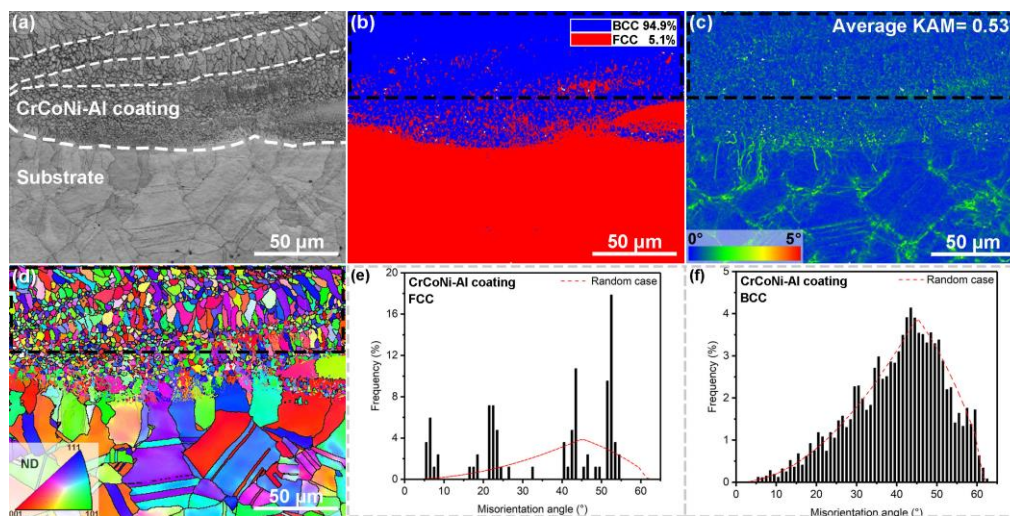 (a)
CrCoNi-Al coating
Substrate
50 μm
(b)
BCC 94.9%
FCC 5.1%
50 μm
(c)
Average KAM= 0.53
0° 5°
50 μm
(d)
ND
111
001 101
50 μm
(e)
CrCoNi-Al coating
FCC
Random case
20
16
12
8
4
0
Frequency (%)
0 10 20 30 40 50 60
Misorientation angle (°)
(f)
CrCoNi-Al coating
BCC
Random case
5
4
3
2
1
0
Frequency (%)
0 10 20 30 40 50 60
Misorientation angle (°)